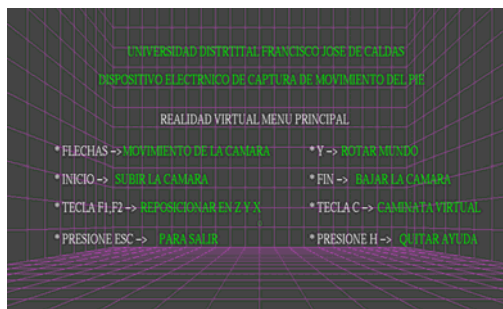 UNIVERSIDAD DISTRTITAL FRANCISCO JOSE DE CALDAS
DISPOSITIVO ELECTRNICO DE CAPTURA DE MOVIMIENTO DEL PIE
REALIDAD VIRTUAL MENU PRINCIPAL
* FLECHAS -> MOVIMIENTO DE LA CAMARA * Y -> ROTAR MUNDO
* INICIO -> SUBIR LA CAMARA * FIN -> BAJAR LA CAMARA
* TECLA F1,F2 -> REPOSICIONAR EN Z Y X * TECLA C -> CAMINATA VIRTUAL
* PRESIONE ESC -> PARA SALIR * PRESIONE H -> QUITAR AYUDA